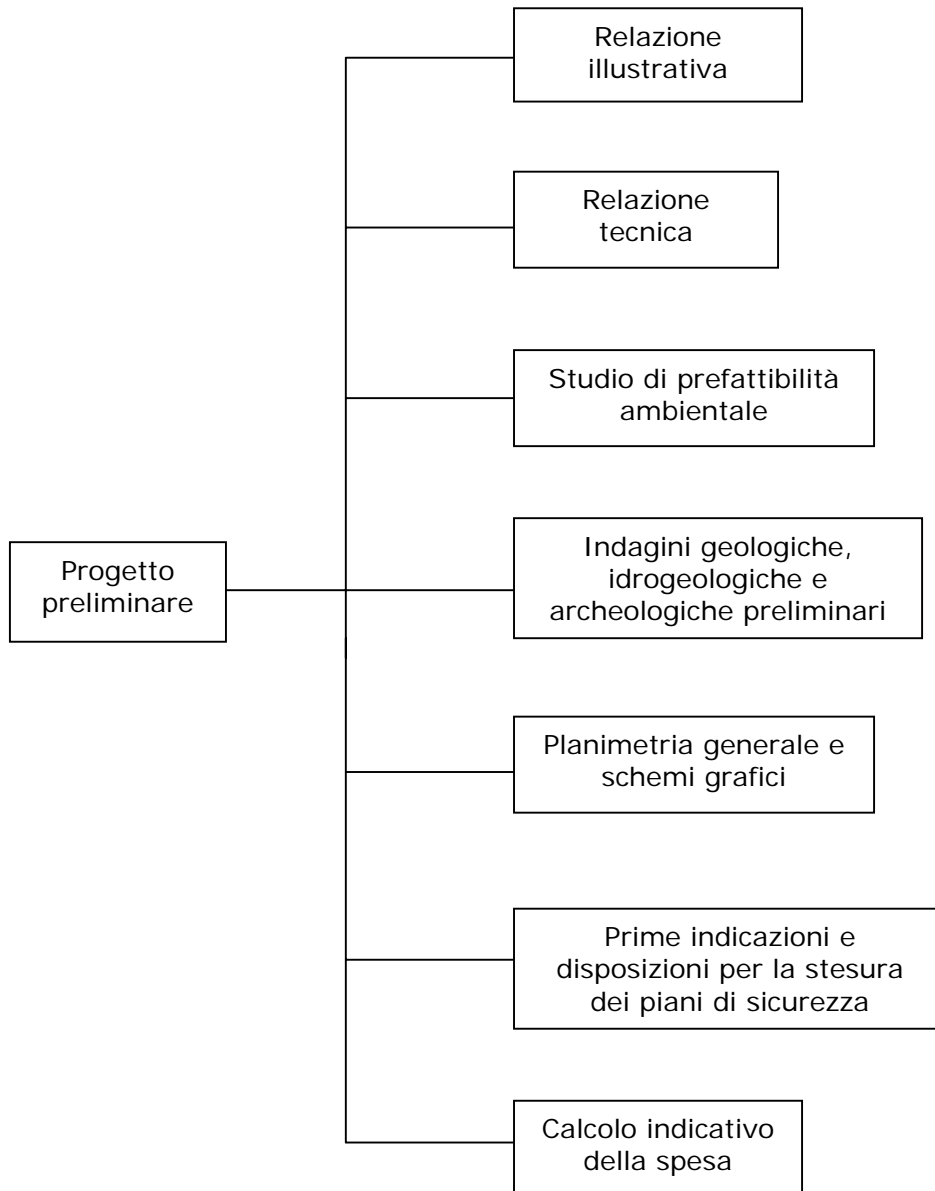 Relazione
illustrativa
Relazione
tecnica
Studio di prefattibilità
ambientale
Progetto
preliminare
Indagini geologiche,
idrogeologiche e
archeologiche preliminari
Planimetria generale e
schemi grafici
Prime indicazioni e
disposizioni per la stesura
dei piani di sicurezza
Calcolo indicativo
della spesa